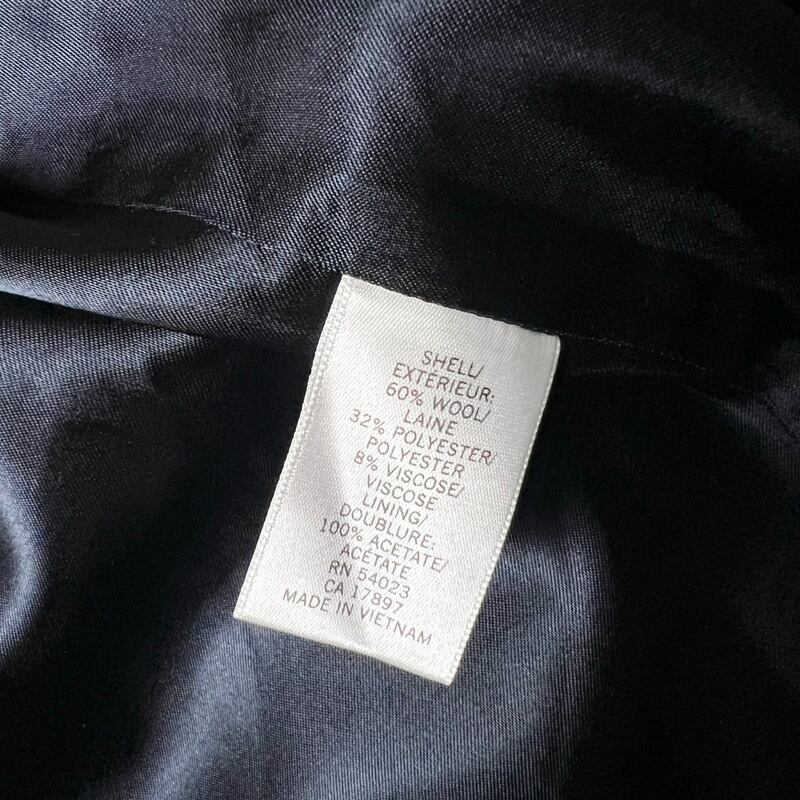 SHELL/
EXTÉRIEUR:
60% WOOL/
LAINE
32% POLYESTER/
POLYESTER
8% VISCOSE/
VISCOSE
LINING/
DOUBLURE:
100% ACETATE/
ACÉTATE
RN 54023
CA 17897
MADE IN VIETNAM